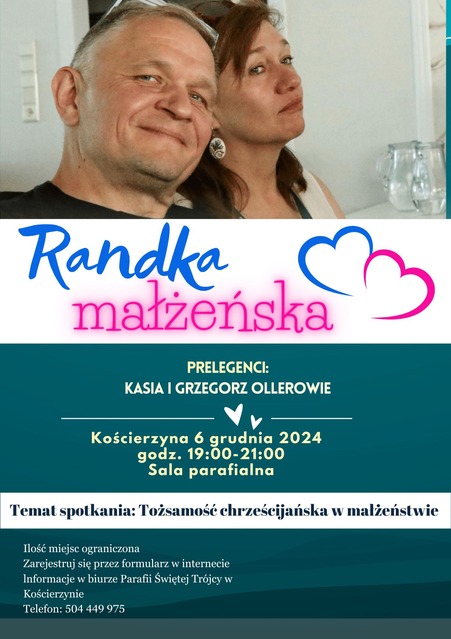 Randka
małżeńska
PRELEGENCI:
KASIA I GRZEGORZ OLLEROWIE
Kościerzyna 6 grudnia 2024
godz. 19:00-21:00
Sala parafialna
Temat spotkania: Tożsamość chrześcijańska w małżeństwie
Ilość miejsc ograniczona
Zarejestruj się przez formularz w internecie
Informacje w biurze Parafii Świętej Trójcy w
Kościerzynie
Telefon: 504 449 975